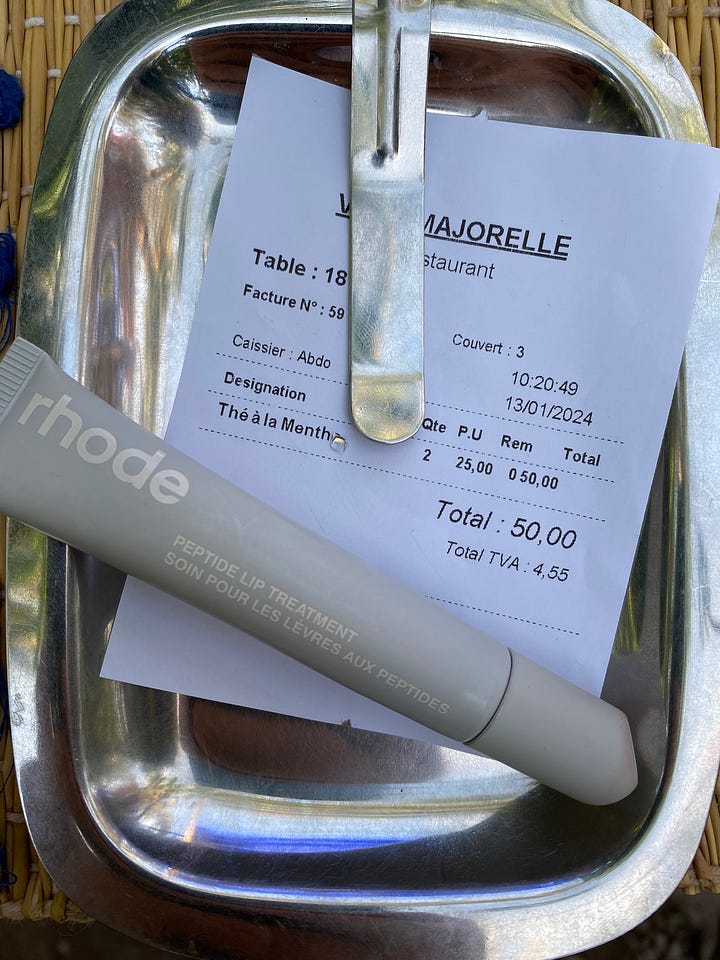 MAJORELLE
Table : 18
Facture N° : 59
Caissier : Abdo
Couvert : 3
10:20:49
13/01/2024
Designation Qte P.U Rem Total
Thé à la Menth 2 25,00 0 50,00
Total : 50,00
Total TVA : 4,55
rhode
PEPTIDE LIP TREATMENT
SOIN POUR LES LÈVRES AUX PEPTIDES